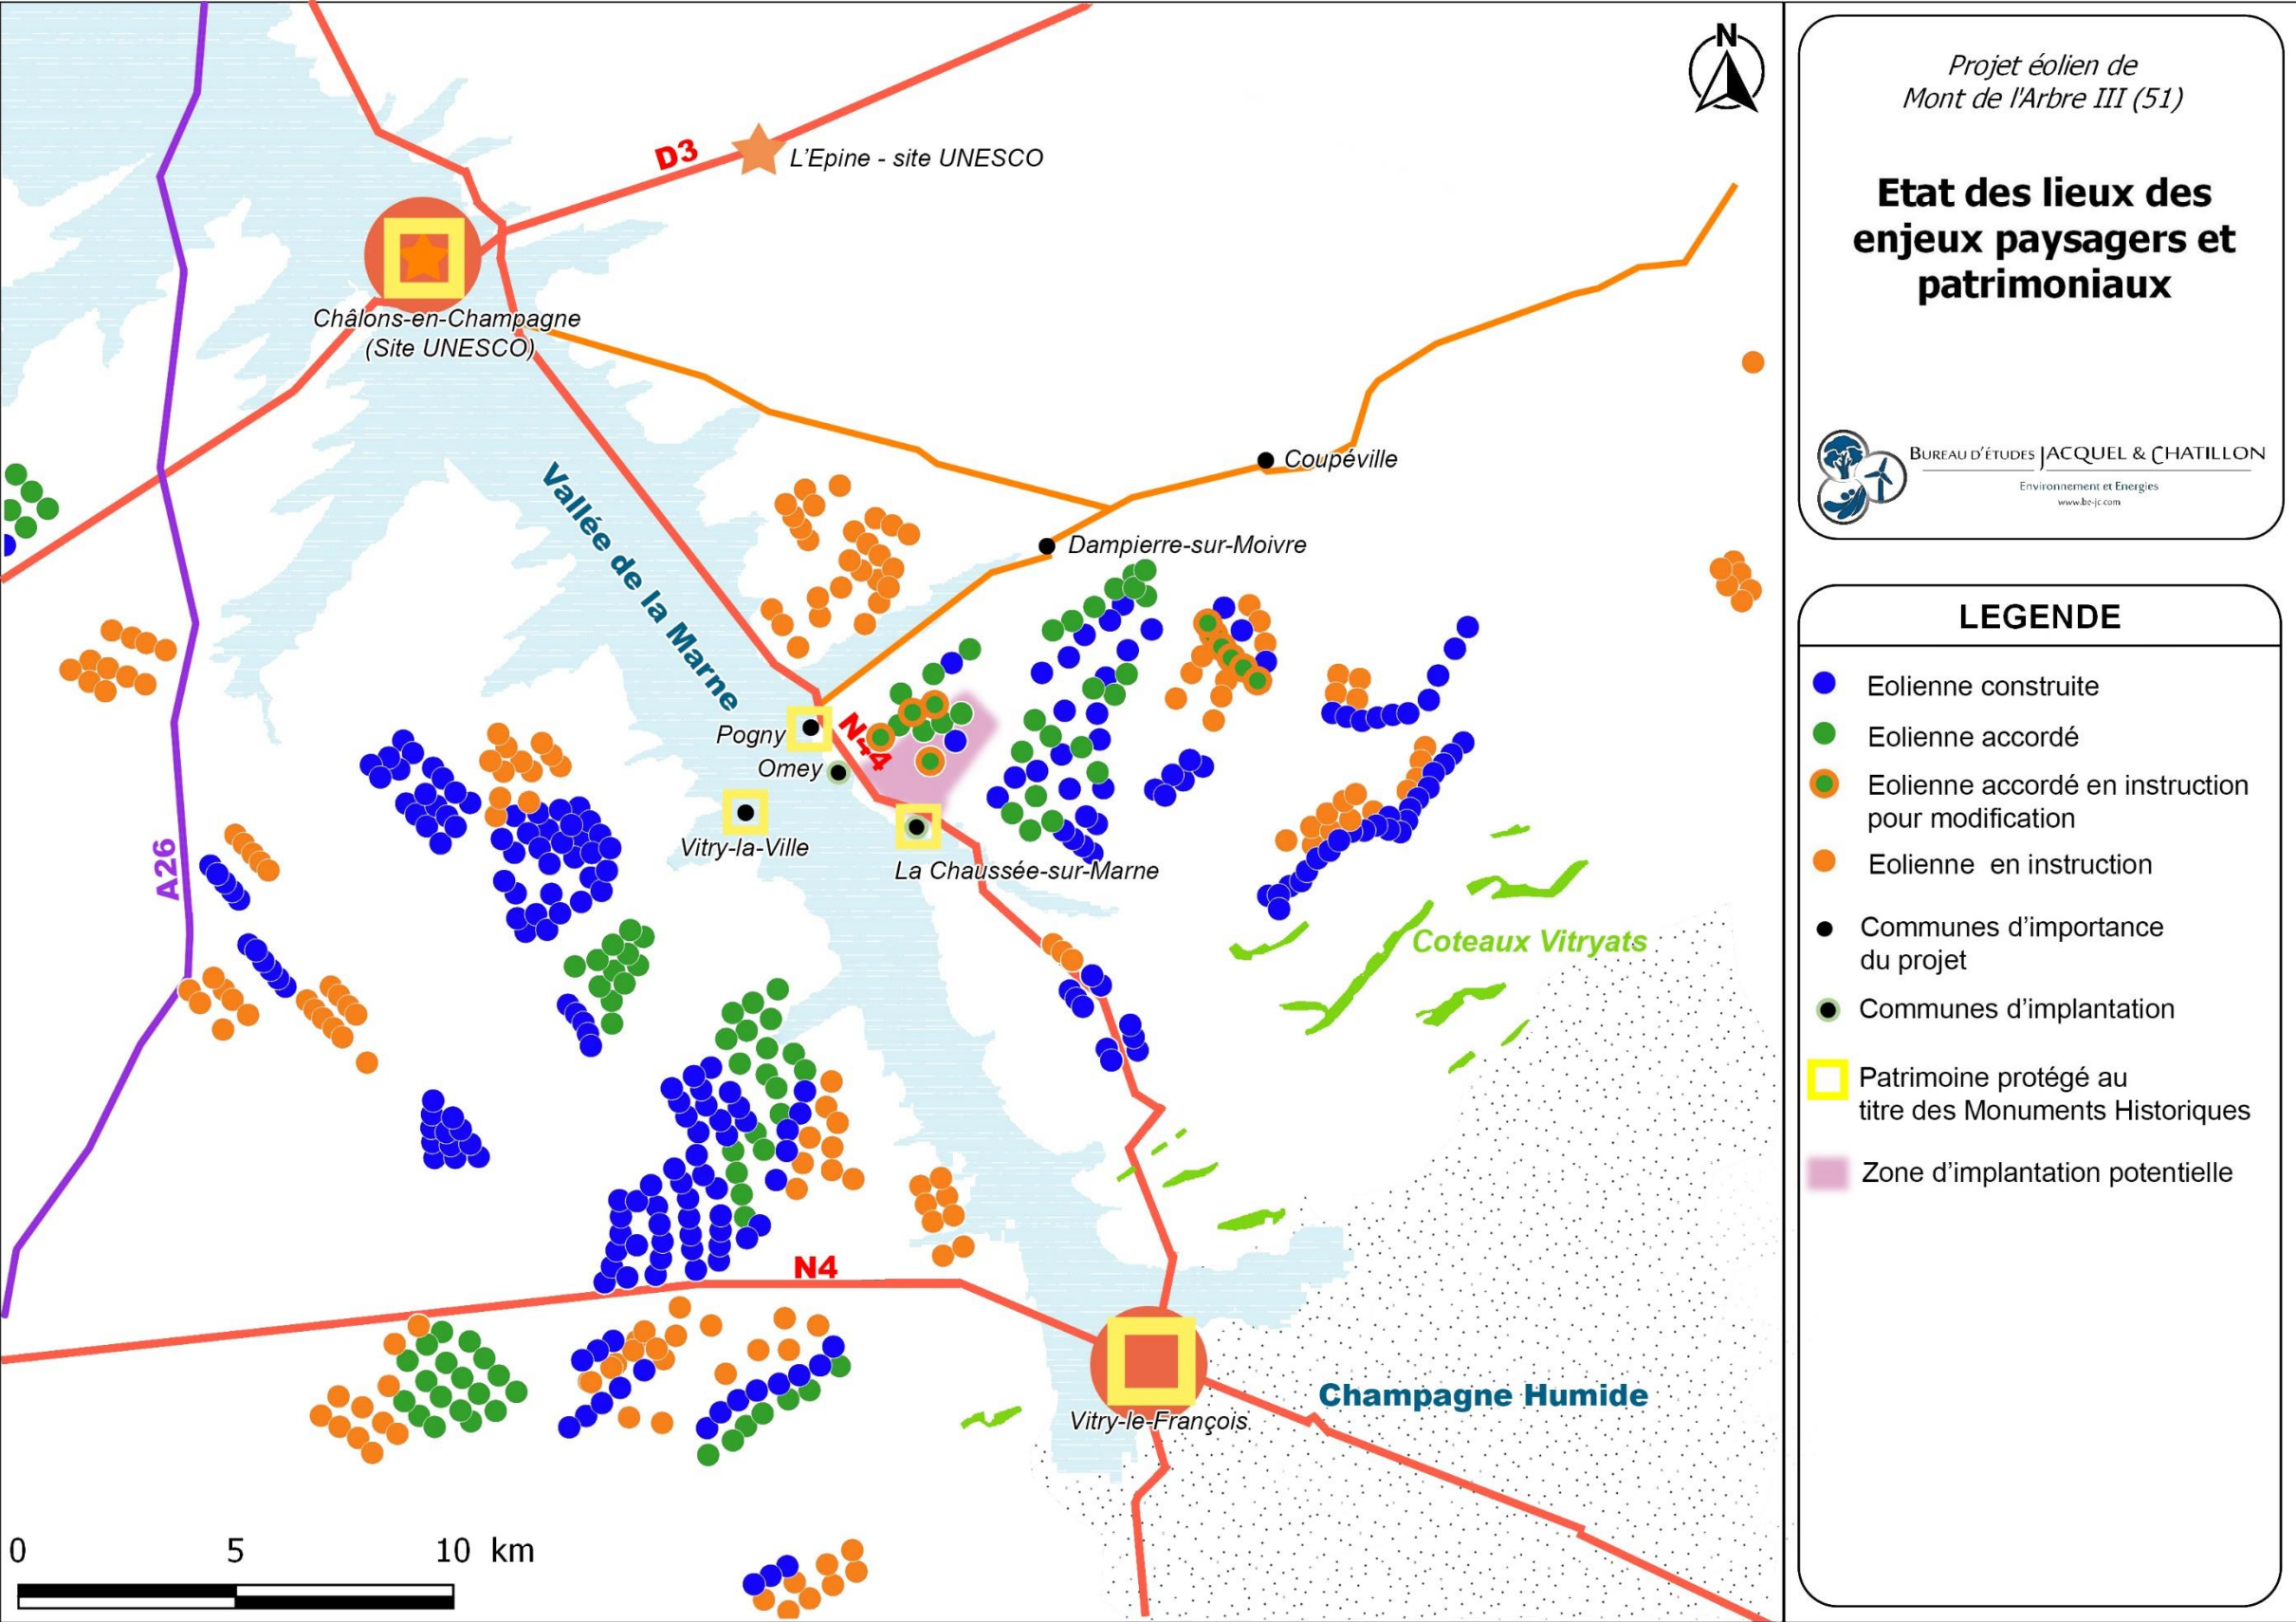 N
D3
L'Epine - site UNESCO
Châlons-en-Champagne
(Site UNESCO)
Vallée de la Marne
Coupéville
Dampierre-sur-Moivre
Pogny
N44
Omey
Vitry-la-Ville
La Chaussée-sur-Marne
A26
Coteaux Vitryats
N4
Champagne Humide
Vitry-le-François
0 5 10 km
Projet éolien de
Mont de l'Arbre III (51)
Etat des lieux des
enjeux paysagers et
patrimoniaux
BUREAU D'ÉTUDES JACQUEL & CHATILLON
Environnement et Energies
www.be-jc.com
LEGENDE
Eolienne construite
Eolienne accordé
Eolienne accordé en instruction
pour modification
Eolienne en instruction
Communes d'importance
du projet
Communes d'implantation
Patrimoine protégé au
titre des Monuments Historiques
Zone d'implantation potentielle